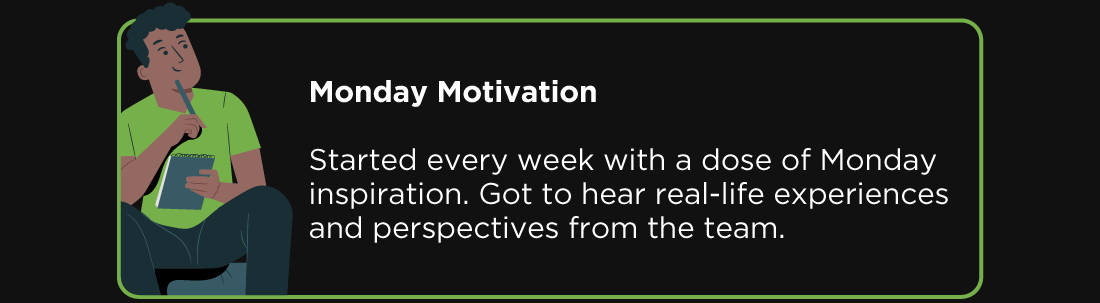 Monday Motivation
Started every week with a dose of Monday
inspiration. Got to hear real-life experiences
and perspectives from the team.